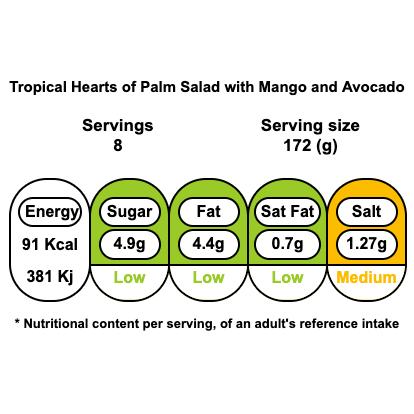 Tropical Hearts of Palm Salad with Mango and Avocado
Servings
8
Serving size
172 (g)
Energy Sugar Fat Sat Fat Salt
91 Kcal 4.9g 4.4g 0.7g 1.27g
381 Kj Low Low Low Medium
* Nutritional content per serving, of an adult's reference intake